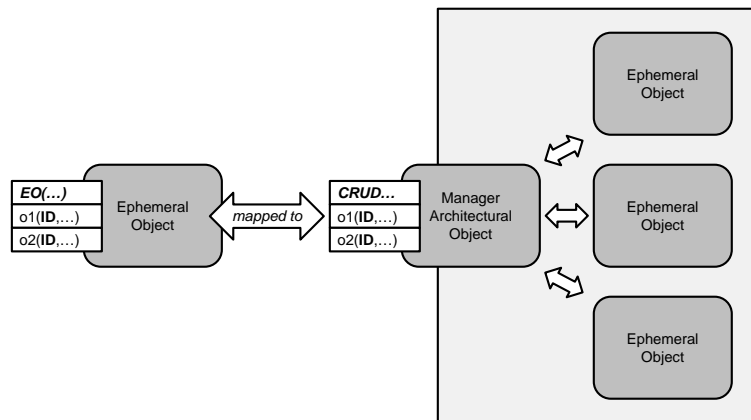 Ephemeral
Object
EO(…)
o1(ID,…)
o2(ID,…)
Ephemeral
Object
mapped to
CRUD…
o1(ID,…)
o2(ID,…)
Manager
Architectural
Object
Ephemeral
Object
Ephemeral
Object